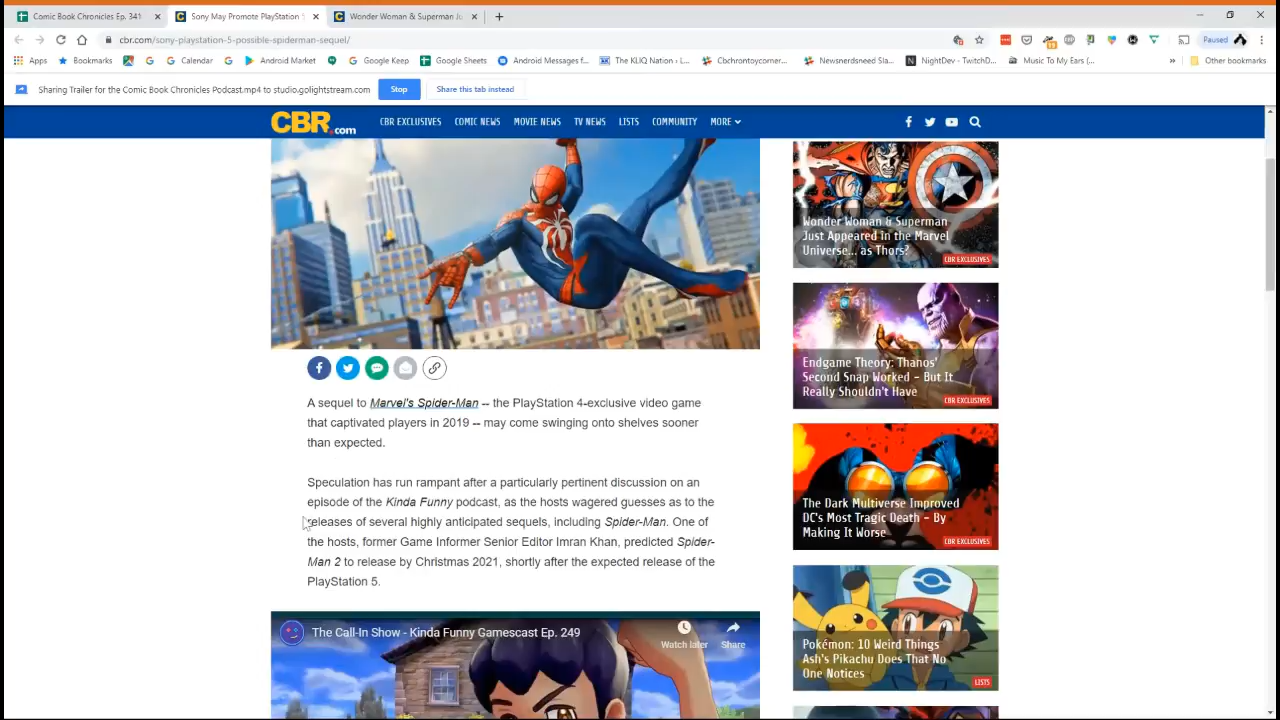 Comic Book Chronicles Ep. 341
Sony May Promote PlayStation
Wonder Woman & Superman Ju
cbr.com/sony-playstation-5-possible-spiderman-sequel/
Paused
Apps
Bookmarks
Calendar
Android Market
Google Keep
Google Sheets
Android Messages f...
The KLIQ Nation › L...
Cbchrontoycorner...
Newsnerdsneed Sla...
NightDev - TwitchD...
Music To My Ears (...
»
Other bookmarks
Sharing Trailer for the Comic Book Chronicles Podcast.mp4 to studio.golightstream.com
Stop
Share this tab instead
CBR.com
CBR EXCLUSIVES
COMIC NEWS
MOVIE NEWS
TV NEWS
LISTS
COMMUNITY
MORE
A sequel to Marvel's Spider-Man -- the PlayStation 4-exclusive video game
that captivated players in 2019 -- may come swinging onto shelves sooner
than expected.
Speculation has run rampant after a particularly pertinent discussion on an
episode of the Kinda Funny podcast, as the hosts wagered guesses as to the
releases of several highly anticipated sequels, including Spider-Man. One of
the hosts, former Game Informer Senior Editor Imran Khan, predicted Spider-
Man 2 to release by Christmas 2021, shortly after the expected release of the
PlayStation 5.
The Call-In Show - Kinda Funny Gamescast Ep. 249
Watch later
Share
Wonder Woman & Superman
Just Appeared in the Marvel
Universe... as Thors?
CBR EXCLUSIVES
Endgame Theory: Thanos'
Second Snap Worked – But It
Really Shouldn't Have
CBR EXCLUSIVES
The Dark Multiverse Improved
DC's Most Tragic Death – By
Making It Worse
CBR EXCLUSIVES
Pokémon: 10 Weird Things
Ash's Pikachu Does That No
One Notices
LISTS